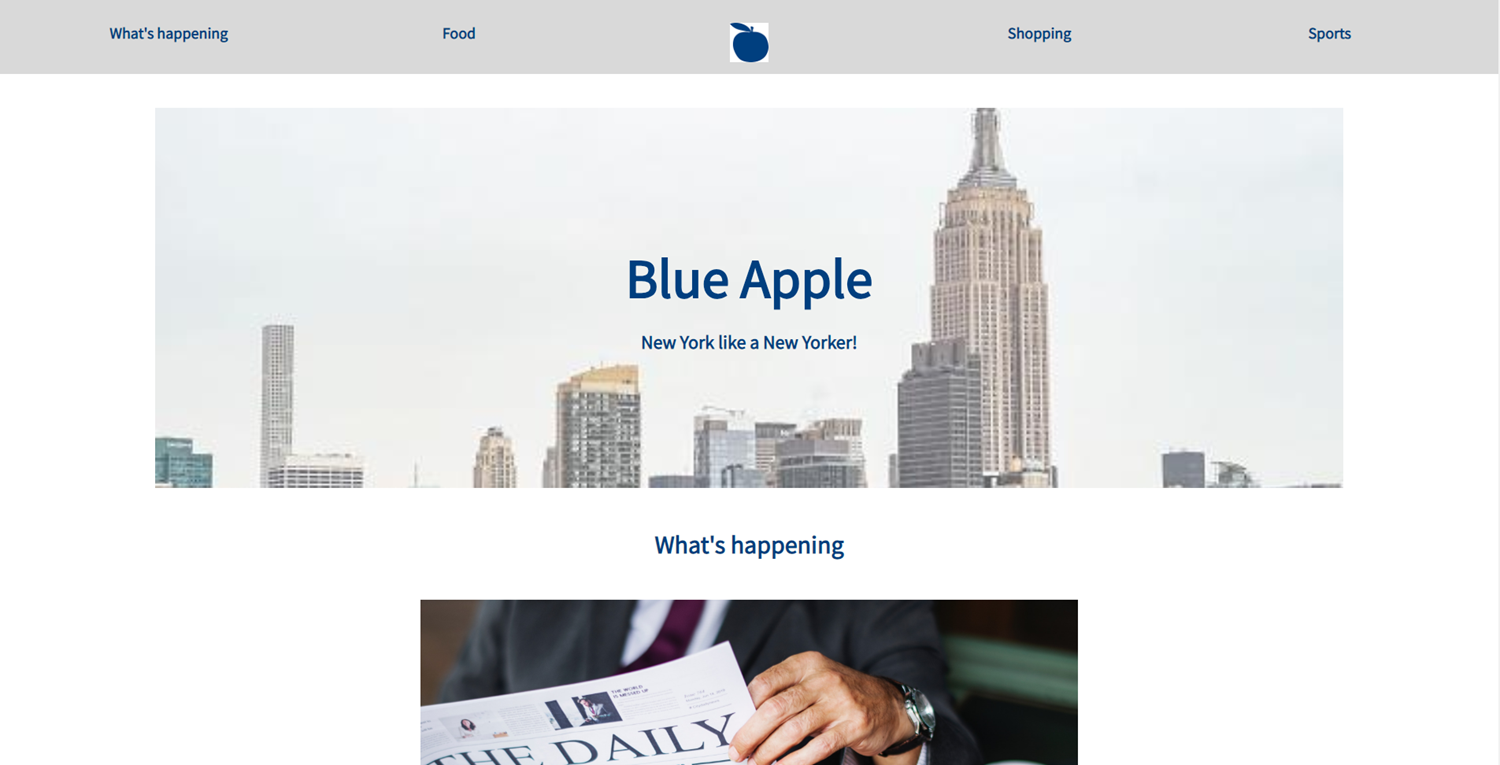 What's happening
Food
Shopping
Sports
Blue Apple
New York like a New Yorker!
What's happening
THE WORLD
IS MESSED UP
THE DAILY